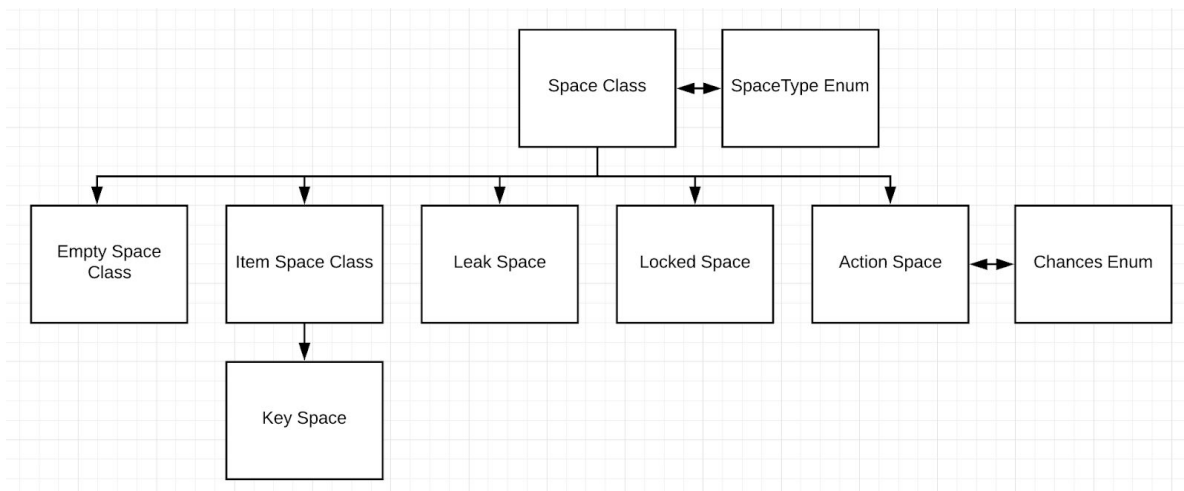 Space Class
SpaceType Enum
Empty Space
Class
Item Space Class
Leak Space
Locked Space
Action Space
Chances Enum
Key Space